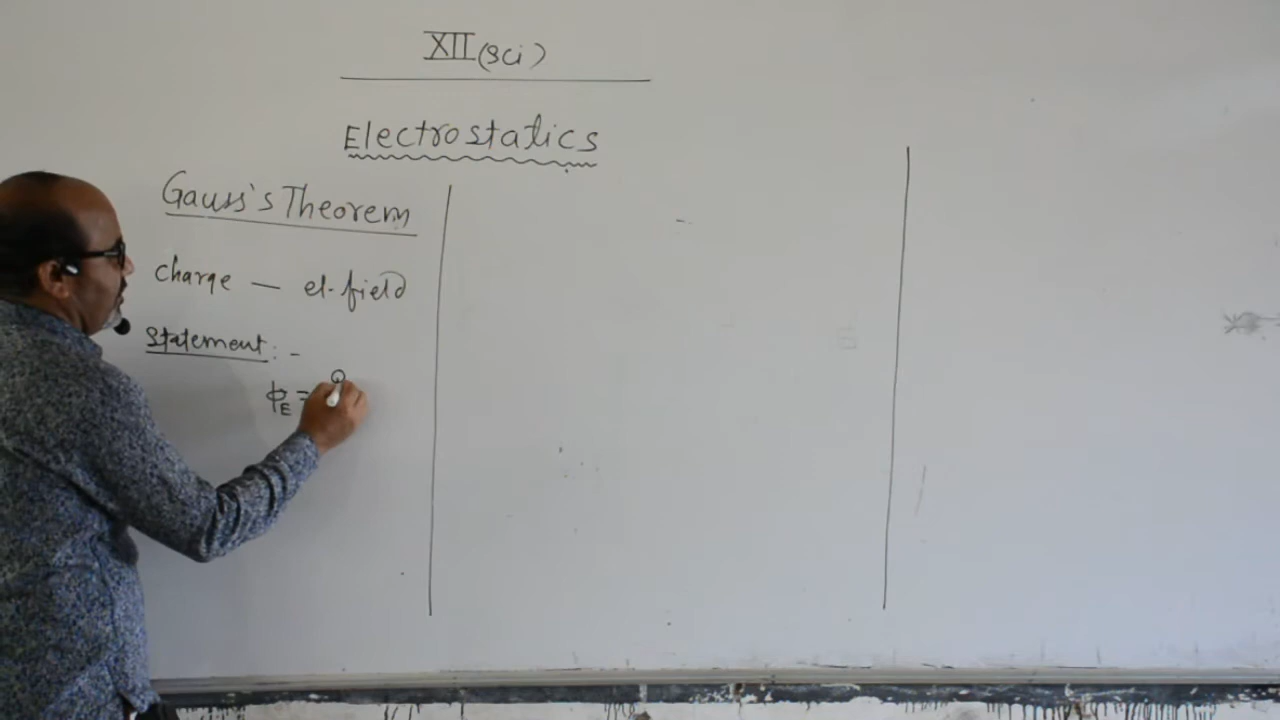 XII (Sci)
Electrostatics
Gauss's Theorem
Charge — el. field
Statement : -
ϕE = Q